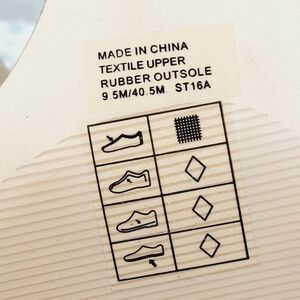 MADE IN CHINA
TEXTILE UPPER
RUBBER OUTSOLE
9 5M/40.5M ST16A